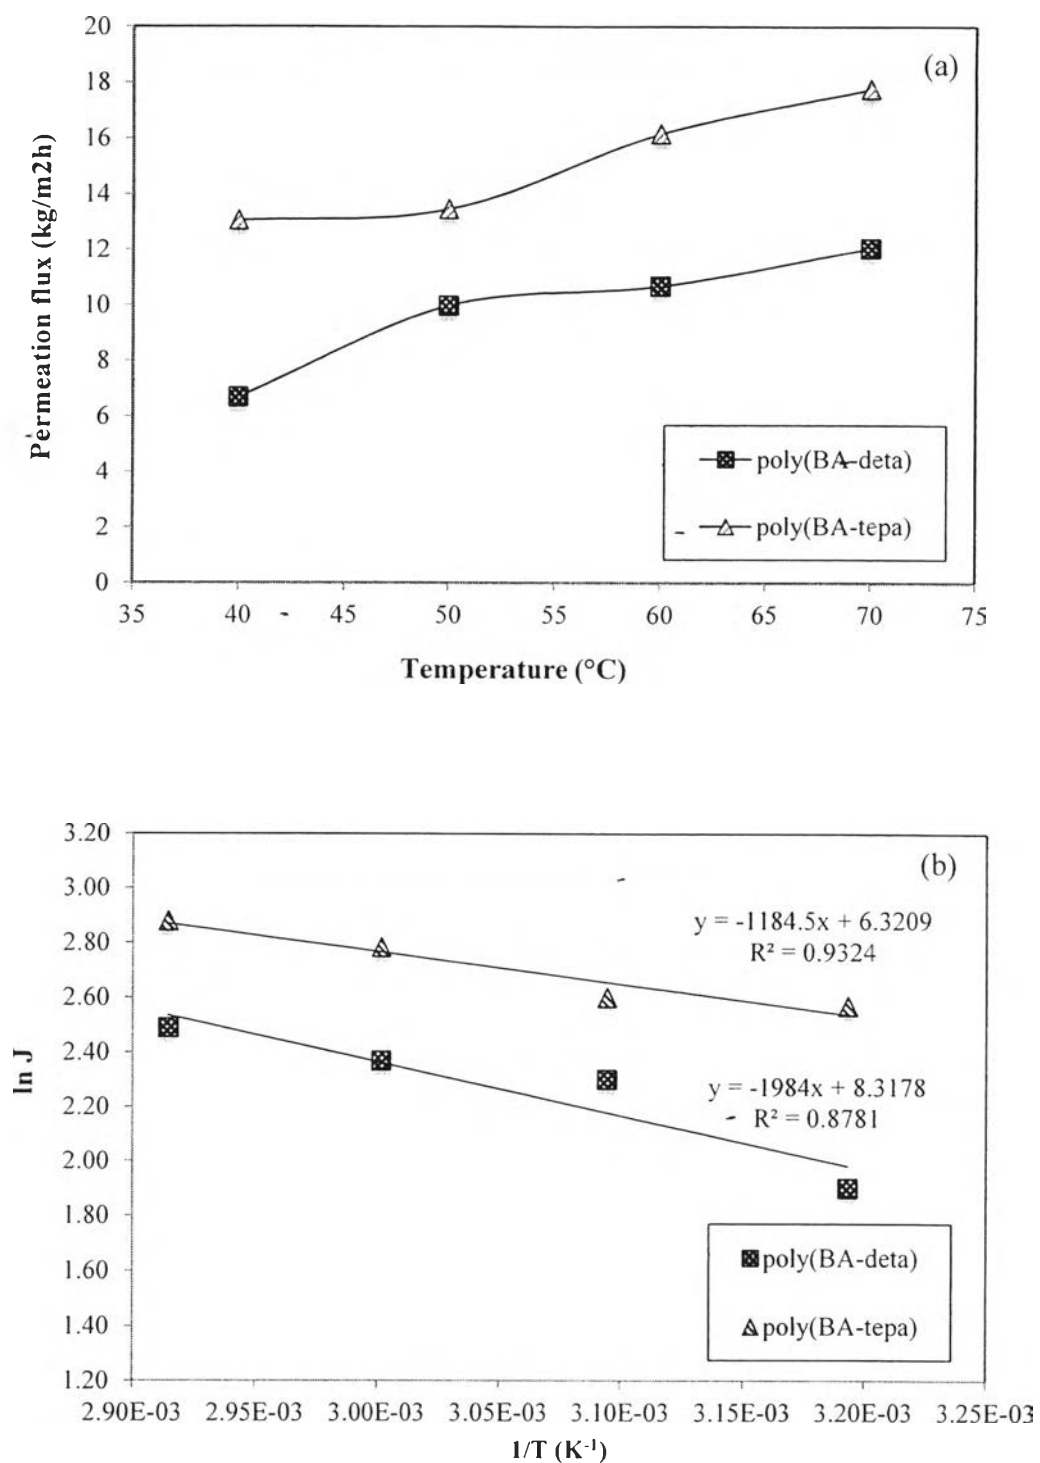 20
(a)
18
16
14
12
10
8
6
4
2
0
Permeation flux (kg/m2h)
poly(BA-deta)
poly(BA-tepa)
35 40 45 50 55 60 65 70 75
Temperature (°C)
3.20
(b)
3.00
2.80
2.60
2.40
2.20
2.00
1.80
1.60
1.40
1.20
ln J
y = -1184.5x + 6.3209
R² = 0.9324
y = -1984x + 8.3178
R² = 0.8781
poly(BA-deta)
poly(BA-tepa)
2.90E-03 2.95E-03 3.00E-03 3.05E-03 3.10E-03 3.15E-03 3.20E-03 3.25E-03
1/T (K⁻¹)